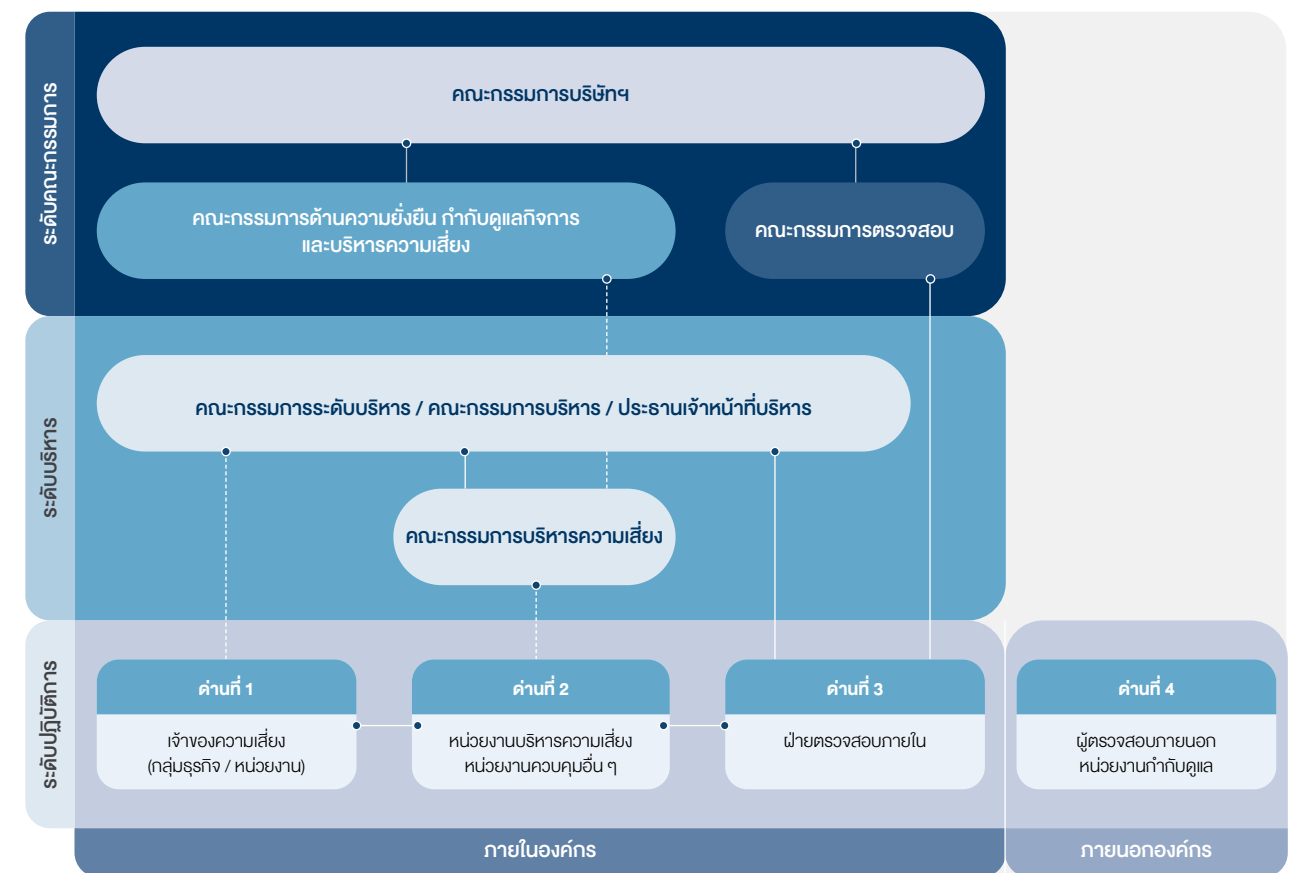 ระดับคณะกรรมการ
คณะกรรมการบริษัทฯ
คณะกรรมการด้านความยั่งยืน กำกับดูแลกิจการ
และบริหารความเสี่ยง
คณะกรรมการตรวจสอบ
ระดับบริหาร
คณะกรรมการระดับบริหาร / คณะกรรมการบริหาร / ประธานเจ้าหน้าที่บริหาร
คณะกรรมการบริหารความเสี่ยง
ระดับปฏิบัติการ
ด่านที่ 1
เจ้าของความเสี่ยง
(กลุ่มธุรกิจ / หน่วยงาน)
ด่านที่ 2
หน่วยงานบริหารความเสี่ยง
หน่วยงานควบคุมอื่น ๆ
ด่านที่ 3
ฝ่ายตรวจสอบภายใน
ด่านที่ 4
ผู้ตรวจสอบภายนอก
หน่วยงานกำกับดูแล
ภายในองค์กร
ภายนอกองค์กร